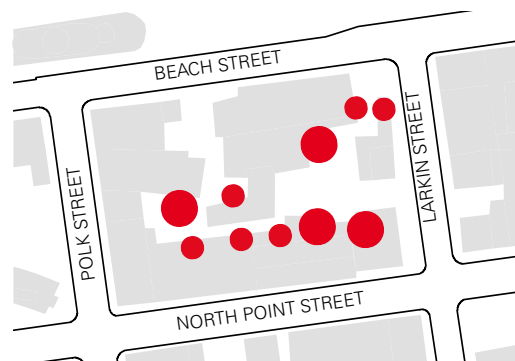 BEACH STREET
LARKIN STREET
POLK STREET
NORTH POINT STREET